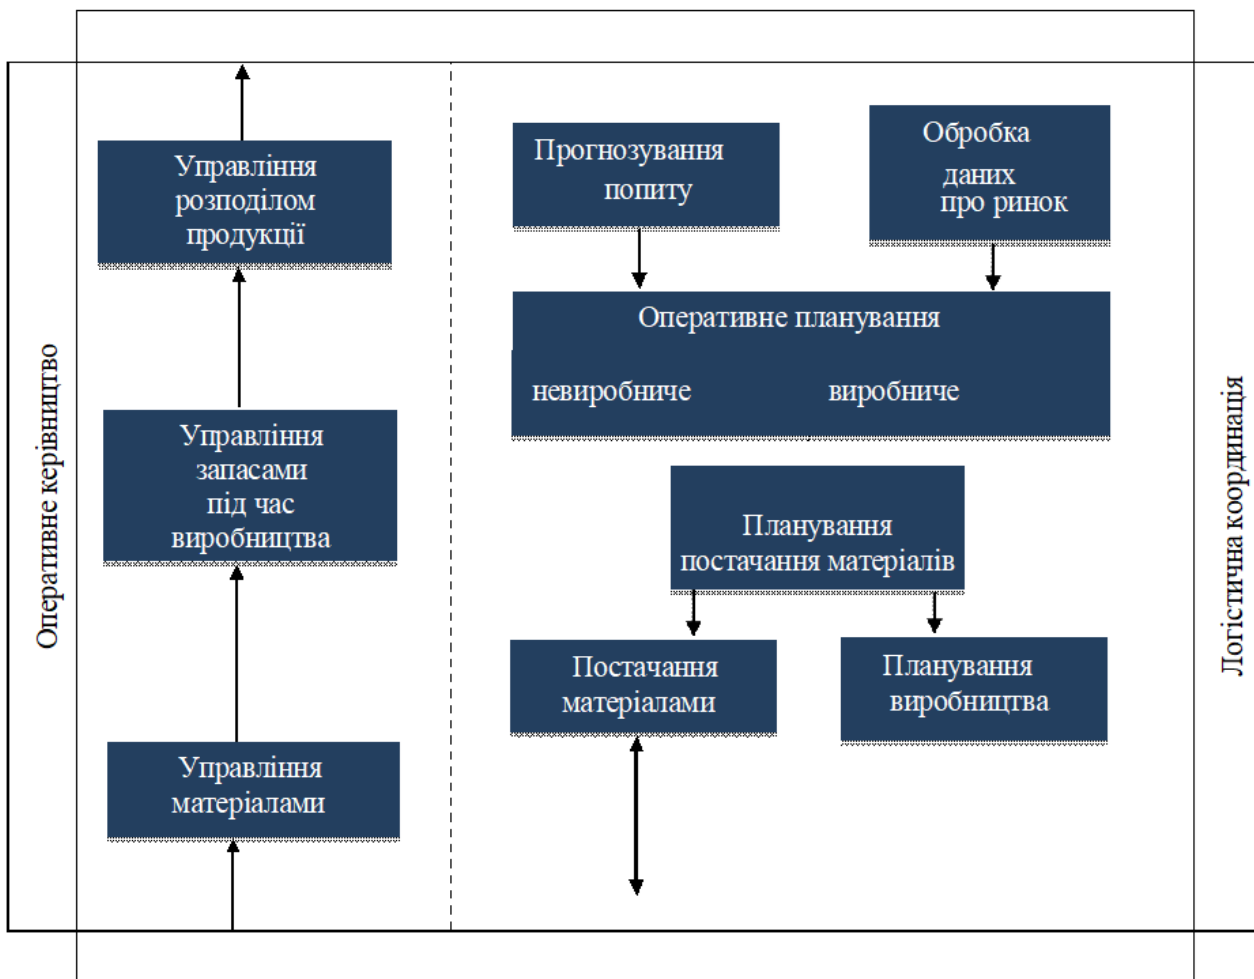 Оперативне керівництво
Управління
розподілом
продукції
Управління
запасами
під час
виробництва
Управління
матеріалами
Прогнозування
попиту
Обробка
даних
про ринок
Оперативне планування
невиробниче виробниче
Планування
постачання матеріалів
Постачання
матеріалами
Планування
виробництва
Логістична координація